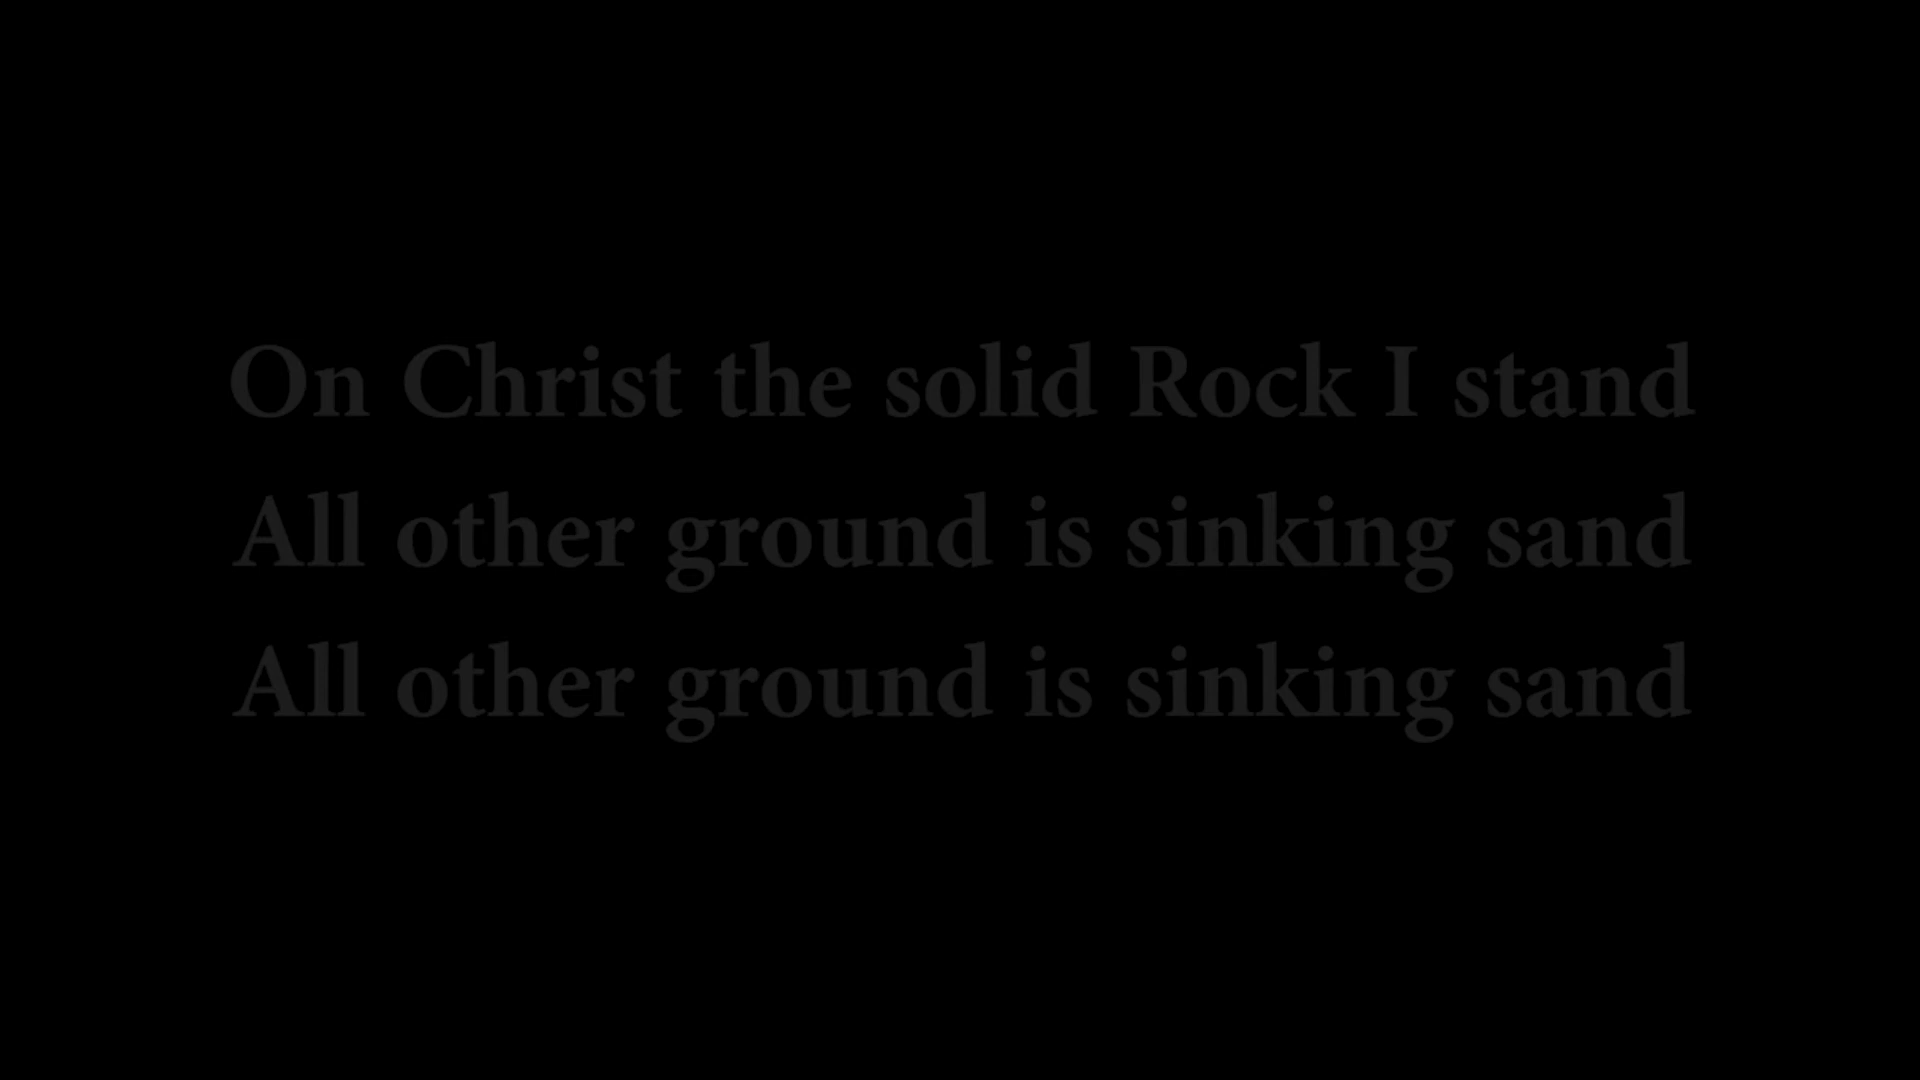 On Christ the solid Rock I stand
All other ground is sinking sand
All other ground is sinking sand